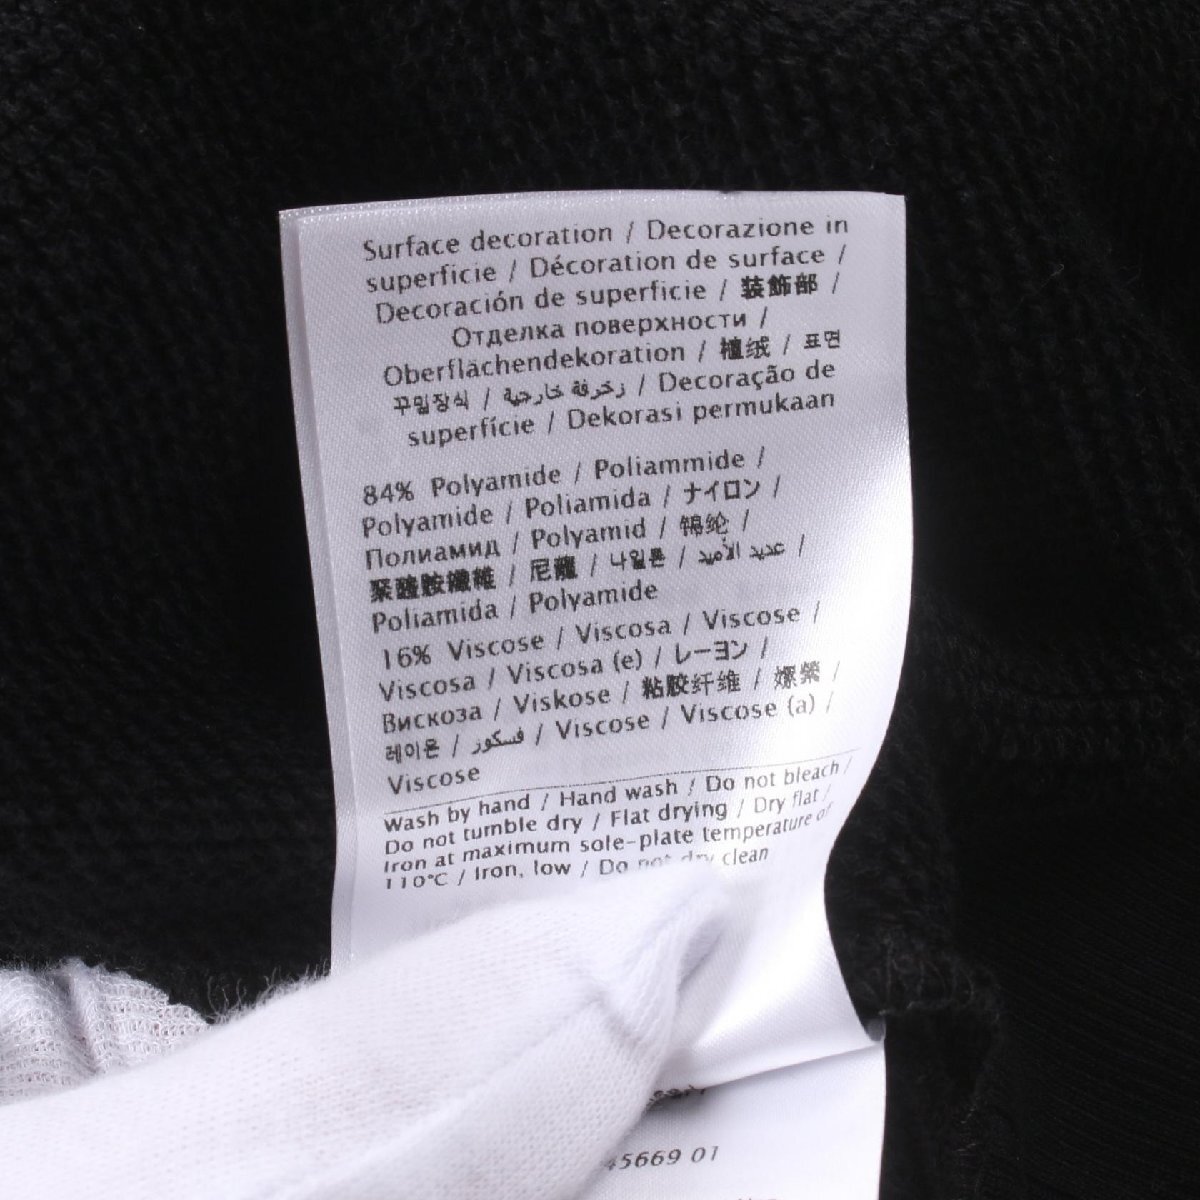 Surface decoration / Decorazione in
superficie / Décoration de surface /
Decoración de superficie / 装飾部 /
Отделка поверхности /
Oberflächendekoration / 植绒 / 표면
꾸밈장식 / زخرفة خارجية / Decoração de
superfície / Dekorasi permukaan
84% Polyamide / Poliammide /
Polyamide / Poliamida / ナイロン /
Полиамид / Polyamid / 锦纶 /
聚醯胺纖維 / 尼龍 / 나일론 / عديد الأميد /
Poliamida / Polyamide
16% Viscose / Viscosa / Viscose /
Viscosa / Viscosa (e) / レーヨン /
Вискоза / Viskose / 粘胶纤维 / 嫘縈 /
레이온 / فسكوز / Viscose / Viscose (a) /
Viscose
Wash by hand / Hand wash / Do not bleach /
Do not tumble dry / Flat drying / Dry flat /
Iron at maximum sole-plate temperature of
110°C / Iron, low / Do not dry clean
45669 01